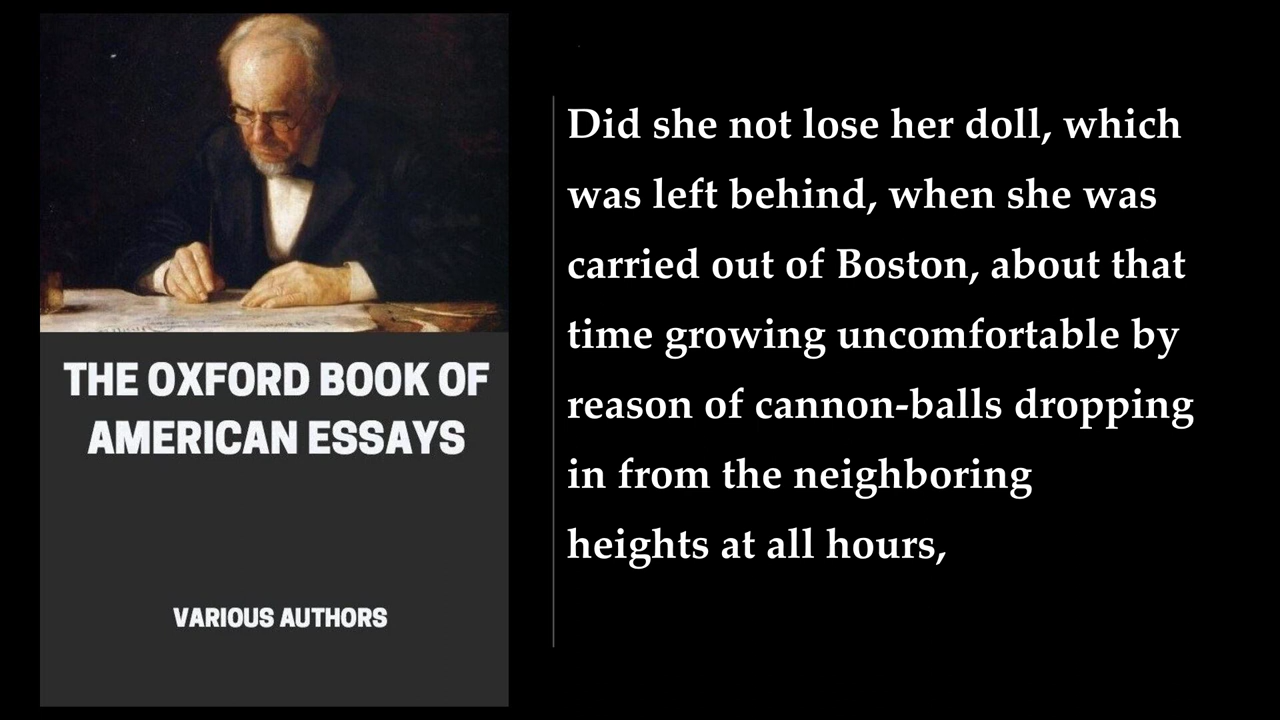 THE OXFORD BOOK OF
AMERICAN ESSAYS
VARIOUS AUTHORS
Did she not lose her doll, which
was left behind, when she was
carried out of Boston, about that
time growing uncomfortable by
reason of cannon-balls dropping
in from the neighboring
heights at all hours,